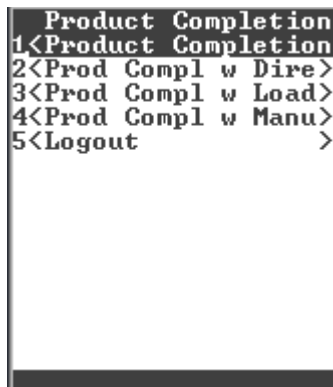 Product Completion
1<Product Completion
2<Prod Compl w Dire>
3<Prod Compl w Load>
4<Prod Compl w Manu>
5<Logout >